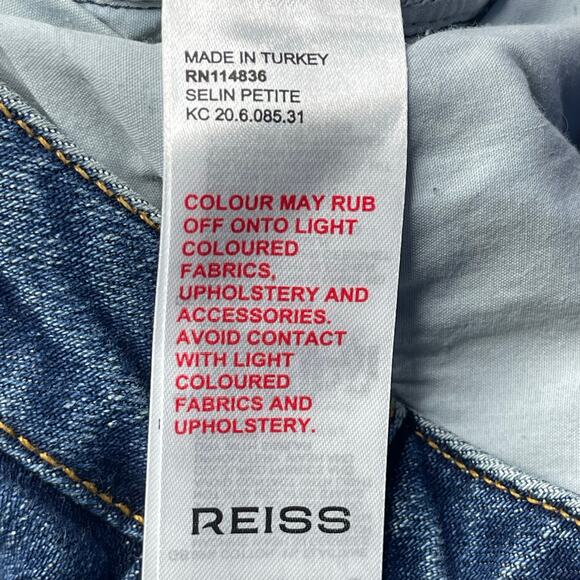 MADE IN TURKEY
RN114836
SELIN PETITE
KC 20.6.085.31
COLOUR MAY RUB
OFF ONTO LIGHT
COLOURED
FABRICS,
UPHOLSTERY AND
ACCESSORIES.
AVOID CONTACT
WITH LIGHT
COLOURED
FABRICS AND
UPHOLSTERY.
REISS